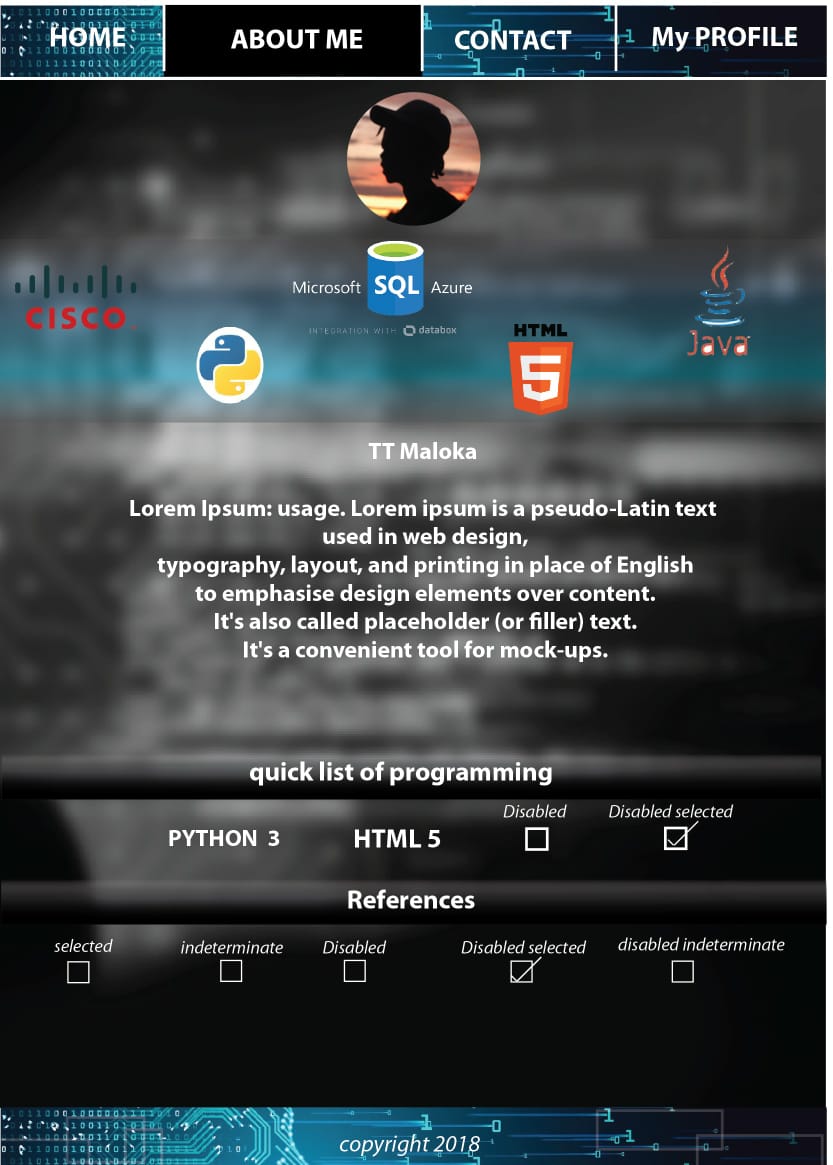 HOME
ABOUT ME
CONTACT
My PROFILE
Microsoft SQL Azure
INTEGRATION WITH databox
CISCO
HTML
5
Java
TT Maloka
Lorem Ipsum: usage. Lorem ipsum is a pseudo-Latin text
used in web design,
typography, layout, and printing in place of English
to emphasise design elements over content.
It's also called placeholder (or filler) text.
It's a convenient tool for mock-ups.
quick list of programming
Disabled
Disabled selected
PYTHON 3
HTML 5
References
selected
indeterminate
Disabled
Disabled selected
disabled indeterminate
copyright 2018